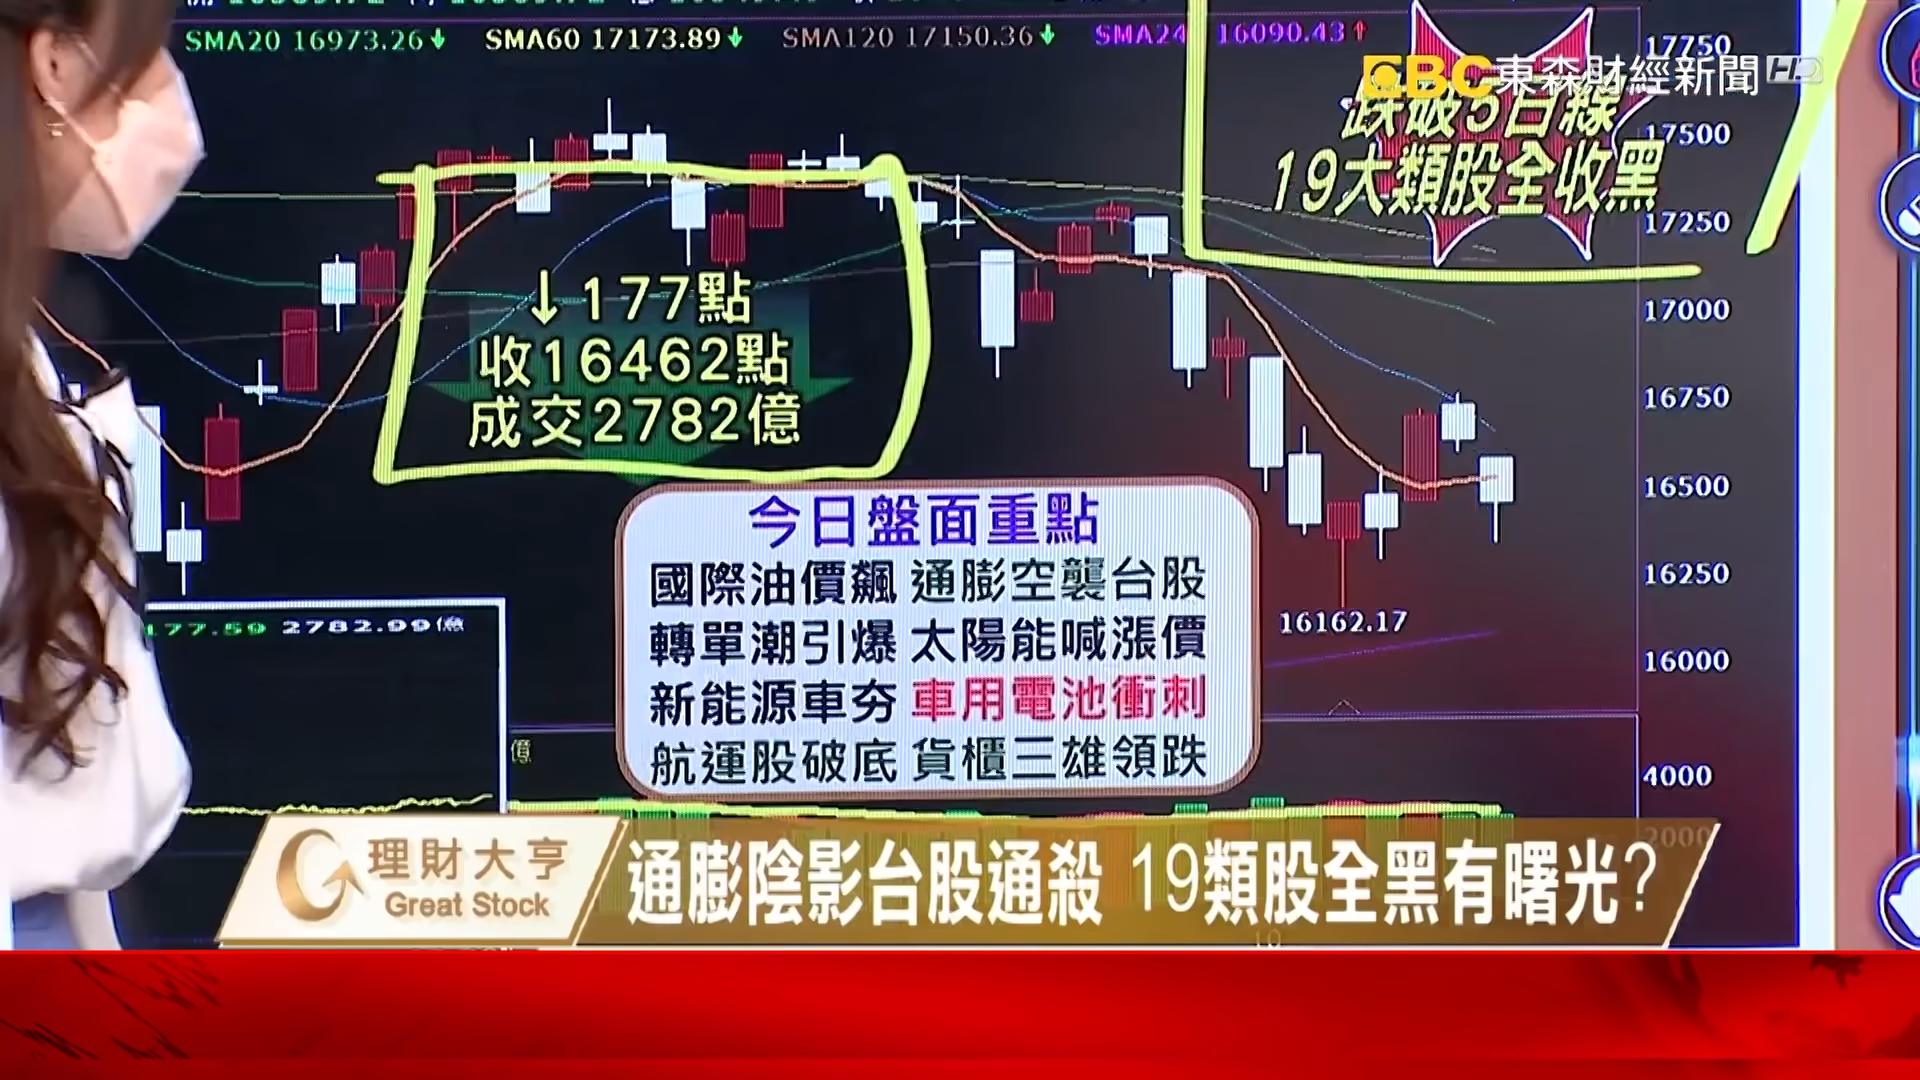 SMA20 16973.26↓ SMA60 17173.89↓ SMA120 17150.36↓ SMA24 16090.43↑
EBC東森財經新聞HD
跌破5日線
19大類股全收黑
17750
17500
17250
17000
16750
16500
16250
16000
4000
2000
↓177點
收16462點
成交2782億
今日盤面重點
國際油價飆 通膨空襲台股
轉單潮引爆 太陽能喊漲價
新能源車夯 車用電池衝刺
航運股破底 貨櫃三雄領跌
16162.17
177.59 2782.99億
億
理財大亨
Great Stock
通膨陰影台股通殺 19類股全黑有曙光?
10